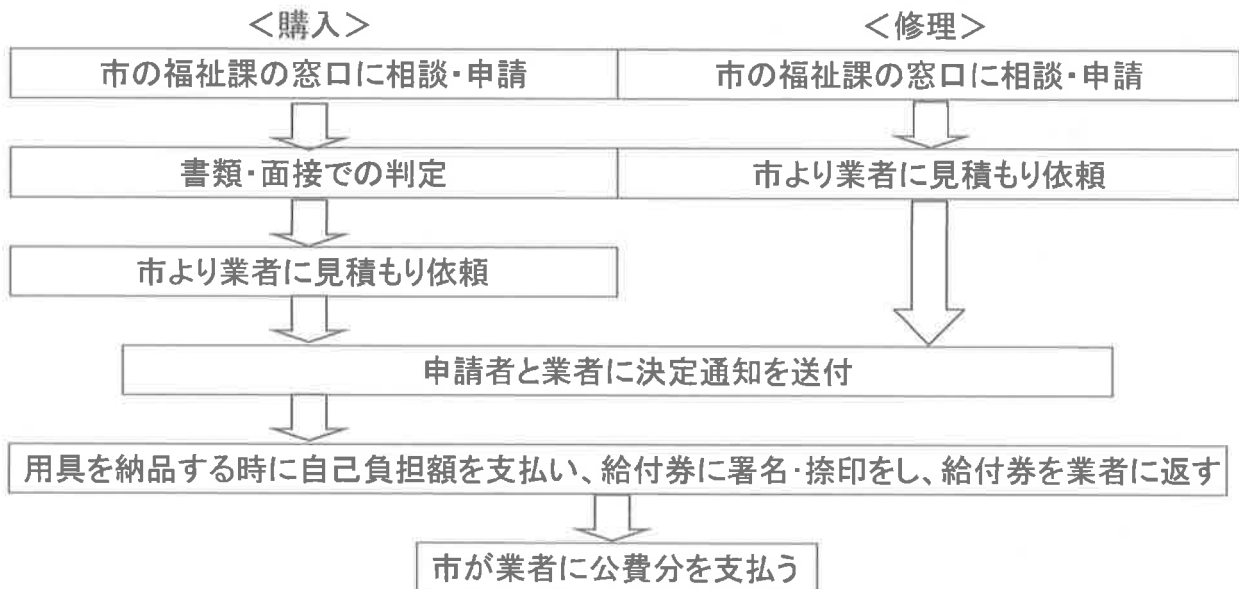 ＜購入＞
＜修理＞
市の福祉課の窓口に相談・申請
市の福祉課の窓口に相談・申請
書類・面接での判定
市より業者に見積もり依頼
市より業者に見積もり依頼
申請者と業者に決定通知を送付
用具を納品する時に自己負担額を支払い、給付券に署名・捺印をし、給付券を業者に返す
市が業者に公費分を支払う